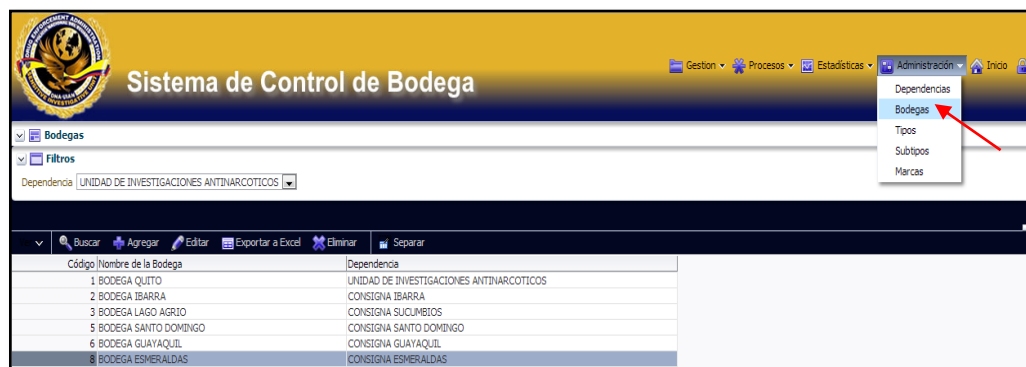 Sistema de Control de Bodega
Gestion Procesos Estadísticas Administración Inicio
Dependencias
Bodegas
Tipos
Subtipos
Marcas
Bodegas
Filtros
Dependencia UNIDAD DE INVESTIGACIONES ANTINARCOTICOS
Buscar Agregar Editar Exportar a Excel Eliminar Separar
Código Nombre de la Bodega Dependencia
1 BODEGA QUITO UNIDAD DE INVESTIGACIONES ANTINARCOTICOS
2 BODEGA IBARRA CONSIGNA IBARRA
3 BODEGA LAGO AGRIO CONSIGNA SUCUMBIOS
5 BODEGA SANTO DOMINGO CONSIGNA SANTO DOMINGO
6 BODEGA GUAYAQUIL CONSIGNA GUAYAQUIL
8 BODEGA ESMERALDAS CONSIGNA ESMERALDAS